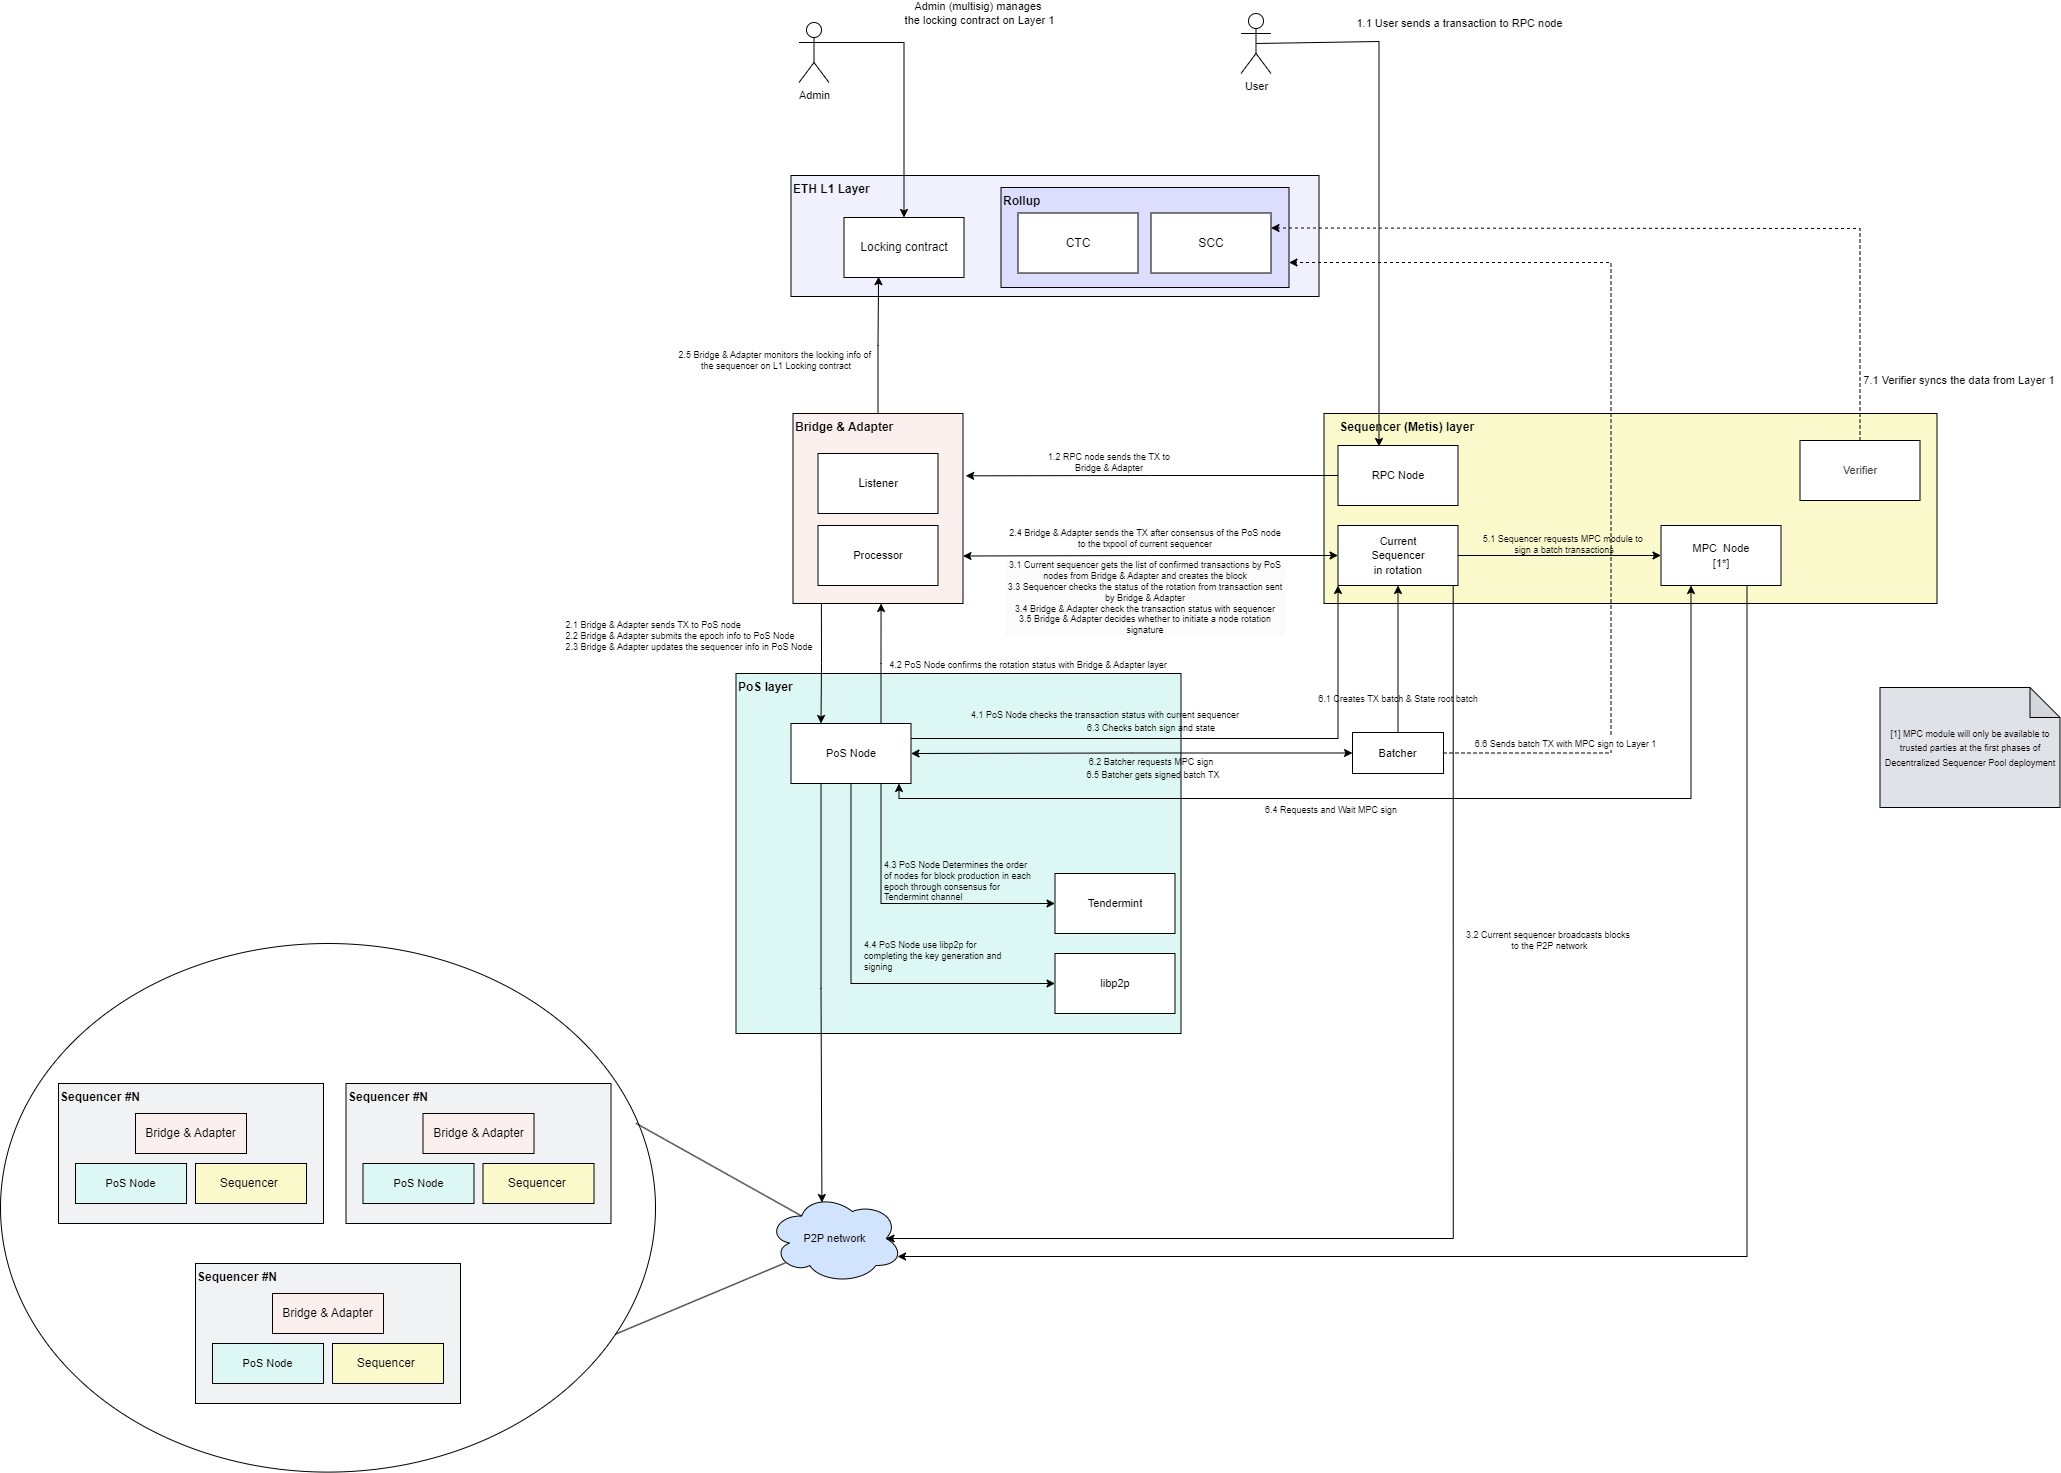 Admin (multisig) manages
the locking contract on Layer 1
1.1 User sends a transaction to RPC node
Admin
User
ETH L1 Layer
Rollup
Locking contract
CTC
SCC
2.5 Bridge & Adapter monitors the locking info of
the sequencer on L1 Locking contract
7.1 Verifier syncs the data from Layer 1
Bridge & Adapter
Listener
Processor
1.2 RPC node sends the TX to
Bridge & Adapter
Sequencer (Metis) layer
RPC Node
Verifier
Current
Sequencer
in rotation
5.1 Sequencer requests MPC module to
sign a batch transactions
MPC Node
[1*]
2.4 Bridge & Adapter sends the TX after consensus of the PoS node
to the txpool of current sequencer
3.1 Current sequencer gets the list of confirmed transactions by PoS
nodes from Bridge & Adapter and creates the block
3.3 Sequencer checks the status of the rotation from transaction sent
by Bridge & Adapter
3.4 Bridge & Adapter check the transaction status with sequencer
3.5 Bridge & Adapter decides whether to initiate a node rotation
signature
2.1 Bridge & Adapter sends TX to PoS node
2.2 Bridge & Adapter submits the epoch info to PoS Node
2.3 Bridge & Adapter updates the sequencer info in PoS Node
4.2 PoS Node confirms the rotation status with Bridge & Adapter layer
PoS layer
PoS Node
4.1 PoS Node checks the transaction status with current sequencer
6.3 Checks batch sign and state
6.1 Creates TX batch & State root batch
Batcher
6.6 Sends batch TX with MPC sign to Layer 1
6.2 Batcher requests MPC sign
6.5 Batcher gets signed batch TX
6.4 Requests and Wait MPC sign
[1] MPC module will only be available to
trusted parties at the first phases of
Decentralized Sequencer Pool deployment
4.3 PoS Node Determines the order
of nodes for block production in each
epoch through consensus for
Tendermint channel
Tendermint
4.4 PoS Node use libp2p for
completing the key generation and
signing
libp2p
3.2 Current sequencer broadcasts blocks
to the P2P network
Sequencer #N
Bridge & Adapter
PoS Node
Sequencer
Sequencer #N
Bridge & Adapter
PoS Node
Sequencer
P2P network
Sequencer #N
Bridge & Adapter
PoS Node
Sequencer